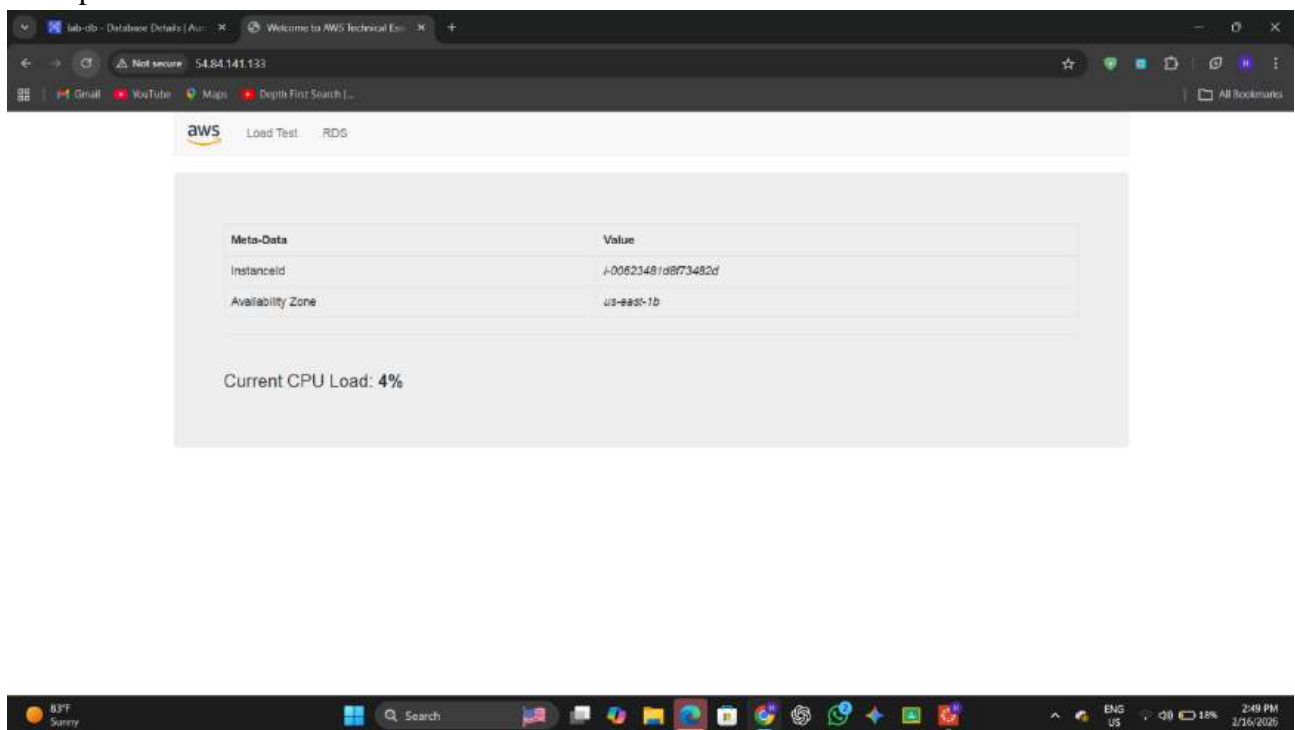 lab-db - Database Details | Aur
Welcome to AWS Technical Ess
Not secure 54.84.141.133
Gmail YouTube Maps Depth First Search (... All Bookmarks
aws Load Test RDS
Meta-Data Value
InstanceId i-00623481d8f73482d
Availability Zone us-east-1b
Current CPU Load: 4%
83°F
Sunny
Search
ENG
US
18%
2:49 PM
2/16/2026